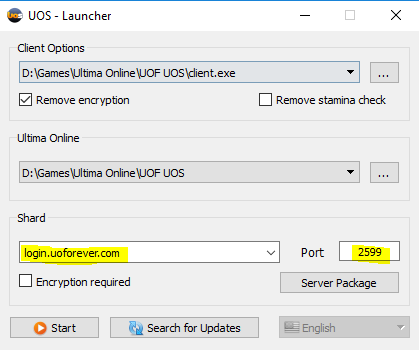 UOS - Launcher
Client Options
D:\Games\Ultima Online\UOF UOS\client.exe
...
Remove encryption
Remove stamina check
Ultima Online
D:\Games\Ultima Online\UOF UOS
...
Shard
login.uoforever.com
Port
2599
Encryption required
Server Package
Start
Search for Updates
English